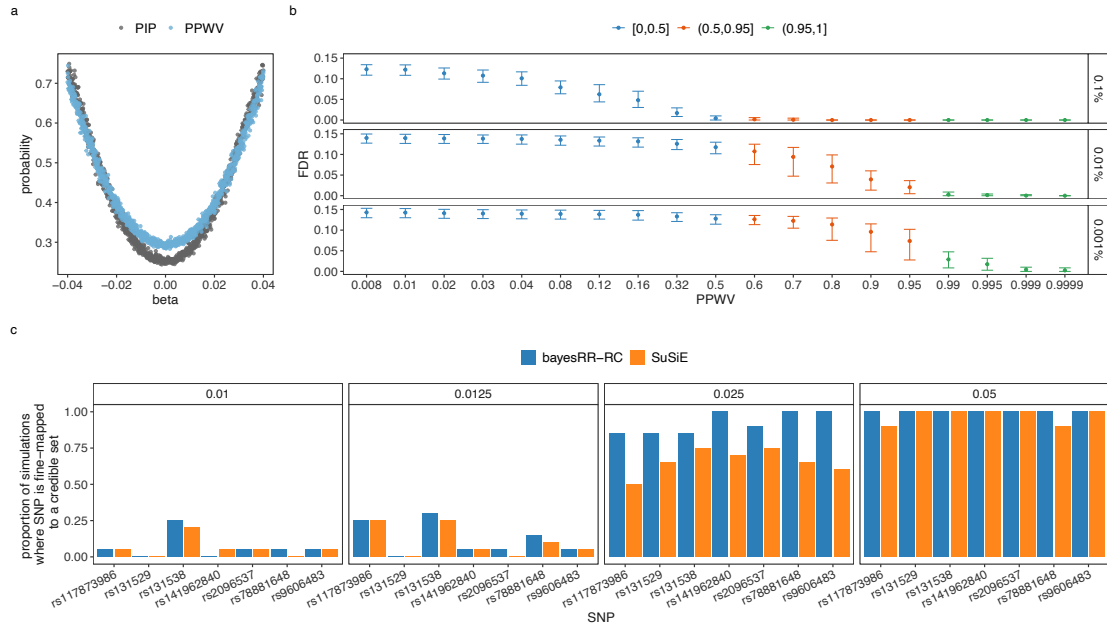 a
PIP PPWV
0.7
0.6
0.5
0.4
0.3
probability
−0.04 −0.02 0.00 0.02 0.04
beta
b
[0,0.5] (0.5,0.95] (0.95,1]
0.15
0.10
0.05
0.00
0.1%
0.15
0.10
0.05
0.00
0.01%
0.15
0.10
0.05
0.00
0.001%
FDR
0.008 0.01 0.02 0.03 0.04 0.08 0.12 0.16 0.32 0.5 0.6 0.7 0.8 0.9 0.95 0.99 0.995 0.999 0.9999
PPWV
c
bayesRR−RC SuSiE
0.01 0.0125 0.025 0.05
1.00
0.75
0.50
0.25
0.00
proportion of simulations
where SNP is fine−mapped
to a credible set
rs117873986 rs131529 rs131538 rs141962840 rs2096537 rs78881648 rs9606483
rs117873986 rs131529 rs131538 rs141962840 rs2096537 rs78881648 rs9606483
rs117873986 rs131529 rs131538 rs141962840 rs2096537 rs78881648 rs9606483
rs117873986 rs131529 rs131538 rs141962840 rs2096537 rs78881648 rs9606483
SNP